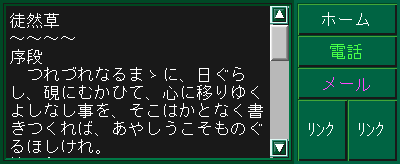 徒然草
～～～～
序段
　つれづれなるまゝに、日ぐら
し、硯にむかひて、心に移りゆく
よしなし事を、そこはかとなく書
きつくれば、あやしうこそものぐ
るほしけれ。
ホーム
電話
メール
リンク
リンク